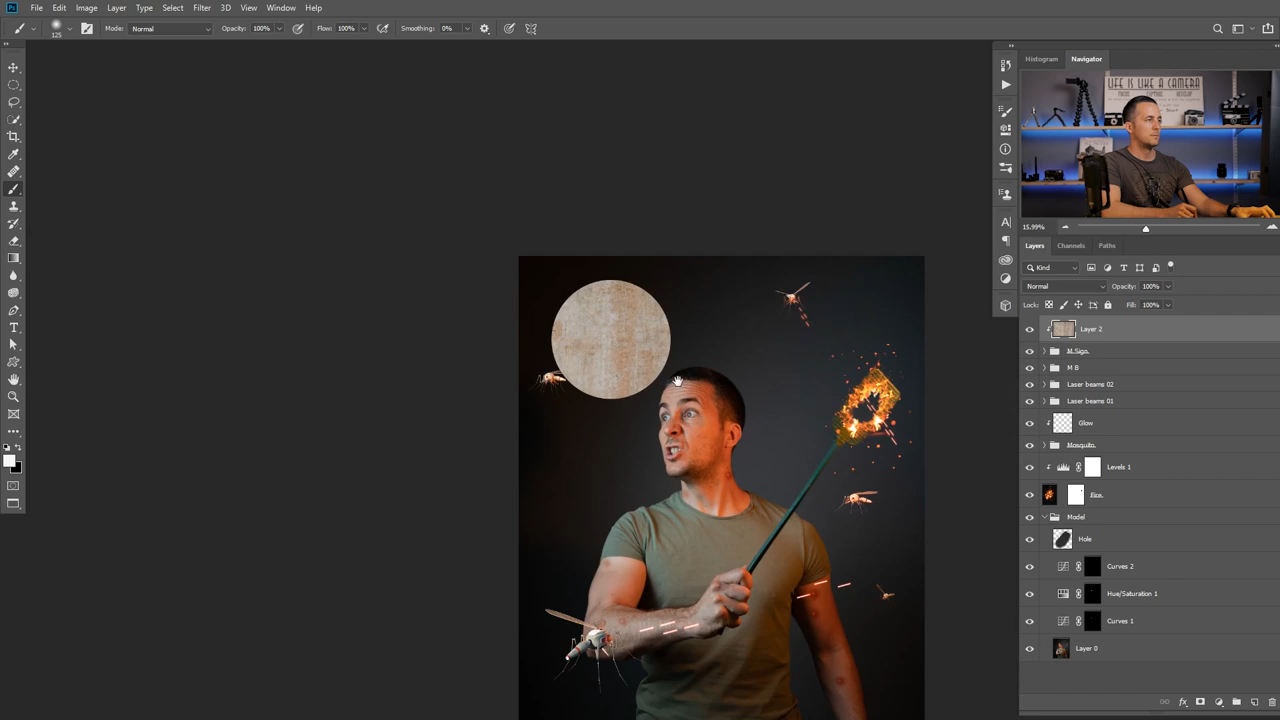 Ps File Edit Image Layer Type Select Filter 3D View Window Help
125 Mode: Normal Opacity: 100% Flow: 100% Smoothing: 0%
Histogram Navigator
LIFE IS LIKE A CAMERA
15.99%
Layers Channels Paths
Kind
Normal Opacity: 100%
Lock: Fill: 100%
Layer 2
M Sign
M B
Laser beams 02
Laser beams 01
Glow
Mosquito
Levels 1
Fire
Model
Hole
Curves 2
Hue/Saturation 1
Curves 1
Layer 0
fx